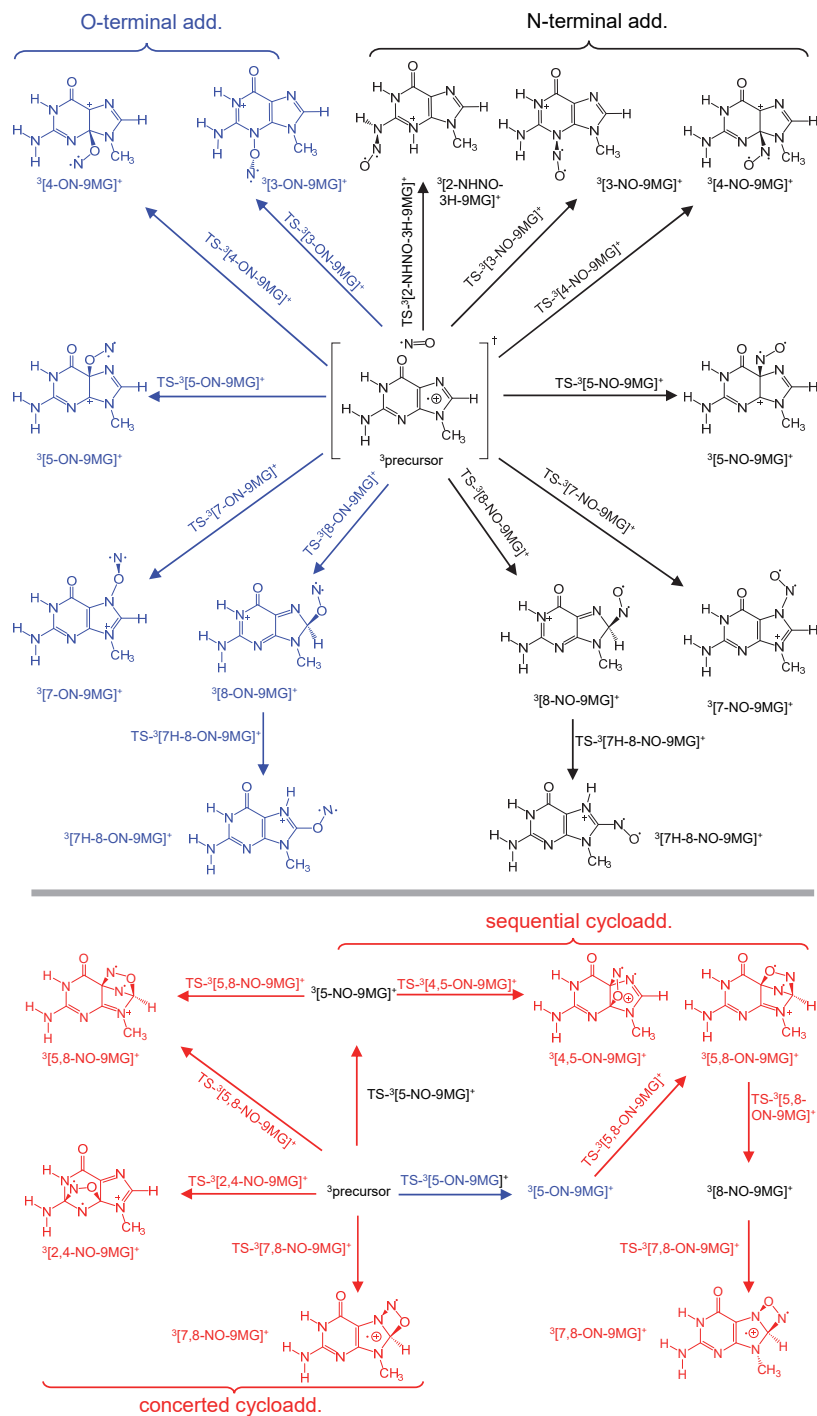 O-terminal add.
N-terminal add.
³[4-ON-9MG]⁺
³[3-ON-9MG]⁺
³[2-NHNO-
3H-9MG]⁺
³[3-NO-9MG]⁺
³[4-NO-9MG]⁺
TS-³[4-ON-9MG]⁺
TS-³[3-ON-9MG]⁺
TS-³[2-NHNO-3H-9MG]⁺
TS-³[3-NO-9MG]⁺
TS-³[4-NO-9MG]⁺
·N=O
†
TS-³[5-ON-9MG]⁺
TS-³[5-NO-9MG]⁺
³[5-ON-9MG]⁺
³precursor
³[5-NO-9MG]⁺
TS-³[7-ON-9MG]⁺
TS-³[8-ON-9MG]⁺
TS-³[8-NO-9MG]⁺
TS-³[7-NO-9MG]⁺
³[7-ON-9MG]⁺
³[8-ON-9MG]⁺
³[8-NO-9MG]⁺
³[7-NO-9MG]⁺
TS-³[7H-8-ON-9MG]⁺
TS-³[7H-8-NO-9MG]⁺
³[7H-8-ON-9MG]⁺
³[7H-8-NO-9MG]⁺
sequential cycloadd.
TS-³[5,8-NO-9MG]⁺
³[5-NO-9MG]⁺
TS-³[4,5-ON-9MG]⁺
³[5,8-NO-9MG]⁺
³[4,5-ON-9MG]⁺
³[5,8-ON-9MG]⁺
TS-³[5,8-NO-9MG]⁺
TS-³[5-NO-9MG]⁺
TS-³[5,8-ON-9MG]⁺
TS-³[5,8-
ON-9MG]⁺
TS-³[2,4-NO-9MG]⁺
³precursor
TS-³[5-ON-9MG]⁺
³[5-ON-9MG]⁺
³[8-NO-9MG]⁺
³[2,4-NO-9MG]⁺
TS-³[7,8-NO-9MG]⁺
TS-³[7,8-ON-9MG]⁺
³[7,8-NO-9MG]⁺
³[7,8-ON-9MG]⁺
concerted cycloadd.